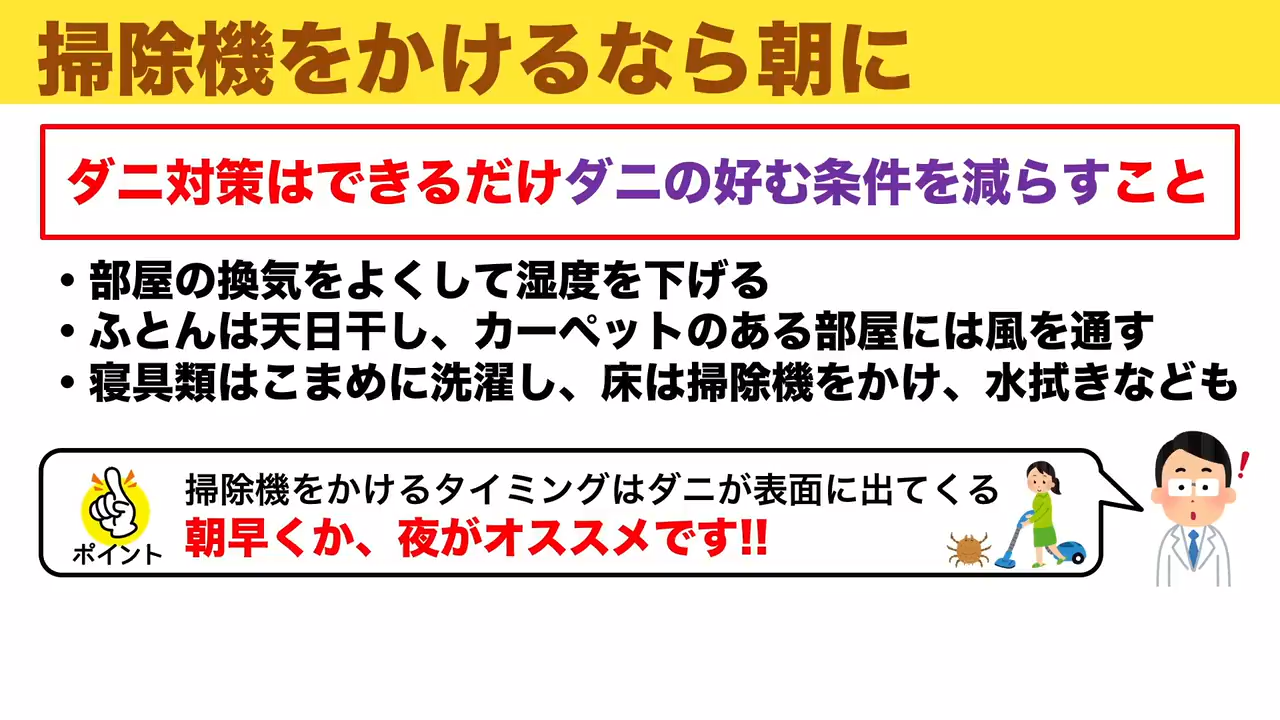 掃除機をかけるなら朝に
ダニ対策はできるだけダニの好む条件を減らすこと
・部屋の換気をよくして湿度を下げる
・ふとんは天日干し、カーペットのある部屋には風を通す
・寝具類はこまめに洗濯し、床は掃除機をかけ、水拭きなども
掃除機をかけるタイミングはダニが表面に出てくる
朝早くか、夜がオススメです!!
ポイント
!